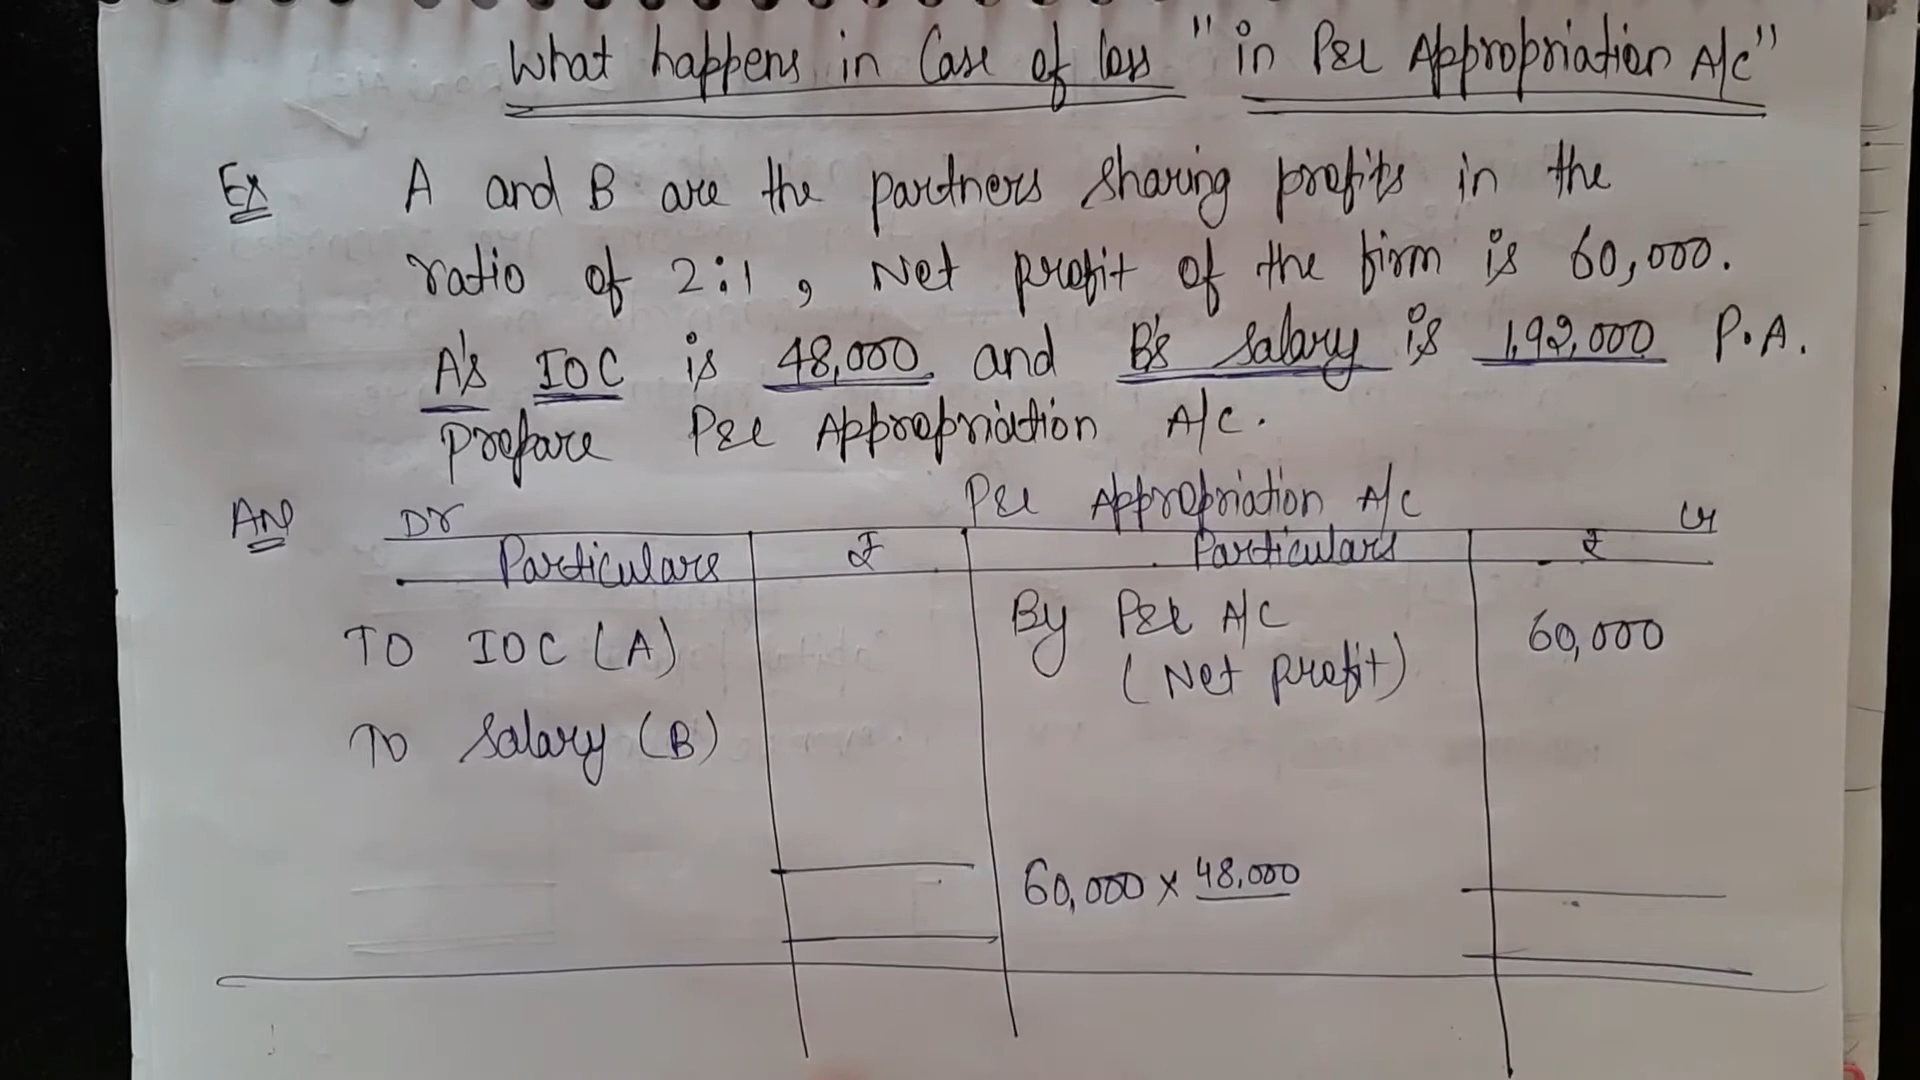 What happens in Case of loss "in P&L Appropriation A/c"
Ex A and B are the partners sharing profits in the
ratio of 2:1, Net profit of the firm is 60,000.
A's IOC is 48,000 and B's salary is 1,92,000 P.A.
Prepare P&L Appropriation A/C.
Ans Dr P&L Appropriation A/C Cr
Particulars ₹ Particulars ₹
TO IOC (A) By P&L A/C 60,000
(Net profit)
TO Salary (B)
60,000 × 48,000